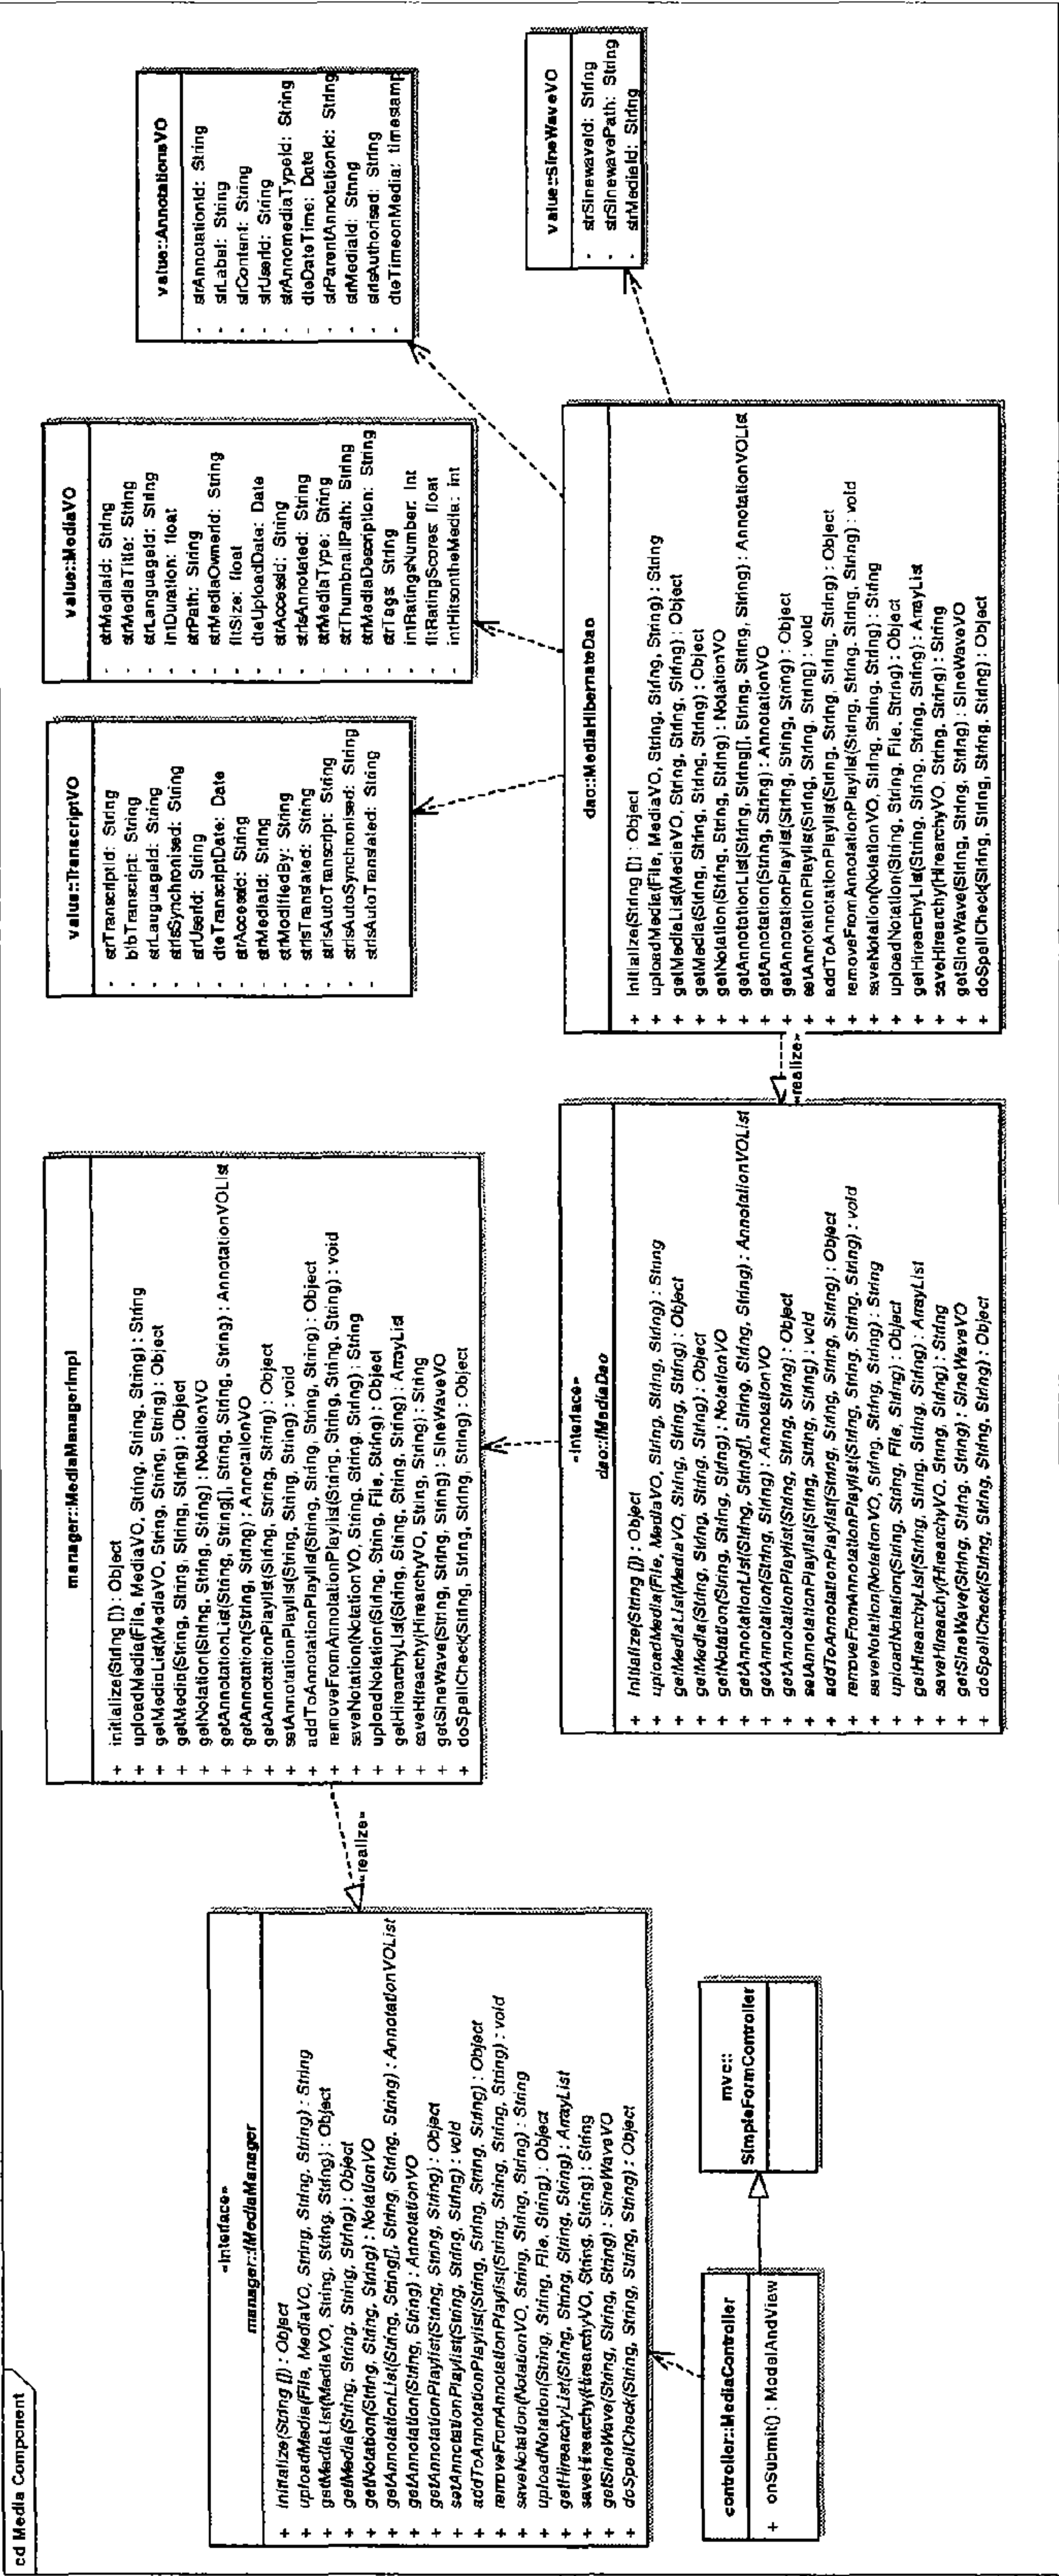 cd Media Component
«interface»
manager::IMediaManager
+ initialize(String []) : Object
+ uploadMedia(File, MediaVO, String, String, String) : String
+ getMediaList(MediaVO, String, String, String) : Object
+ getMedia(String, String, String) : Object
+ getNotation(String, String, String) : NotationVO
+ getAnnotationList(String, String[], String, String, String) : AnnotationVOList
+ getAnnotation(String, String) : AnnotationVO
+ getAnnotationPlaylist(String, String, String) : Object
+ setAnnotationPlaylist(String, String, String) : void
+ addToAnnotationPlaylist(String, String, String, String) : Object
+ removeFromAnnotationPlaylist(String, String, String, String) : void
+ saveNotation(NotationVO, String, String, String) : String
+ uploadNotation(String, String, File, String) : Object
+ getHirearchyList(String, String, String, String) : ArrayList
+ saveHirearchy(HirearchyVO, String, String) : String
+ getSineWave(String, String, String) : SineWaveVO
+ doSpellCheck(String, String, String, String) : Object
controller::MediaController
+ onSubmit() : ModelAndView
mvc::
SimpleFormController
«realize»
manager::MediaManagerImpl
+ initialize(String []) : Object
+ uploadMedia(File, MediaVO, String, String, String) : String
+ getMediaList(MediaVO, String, String, String) : Object
+ getMedia(String, String, String) : Object
+ getNotation(String, String, String) : NotationVO
+ getAnnotationList(String, String[], String, String, String) : AnnotationVOList
+ getAnnotation(String, String) : AnnotationVO
+ getAnnotationPlaylist(String, String, String) : Object
+ setAnnotationPlaylist(String, String, String) : void
+ addToAnnotationPlaylist(String, String, String, String) : Object
+ removeFromAnnotationPlaylist(String, String, String, String) : void
+ saveNotation(NotationVO, String, String, String) : String
+ uploadNotation(String, String, File, String) : Object
+ getHirearchyList(String, String, String, String) : ArrayList
+ saveHirearchy(HirearchyVO, String, String) : String
+ getSineWave(String, String, String) : SineWaveVO
+ doSpellCheck(String, String, String, String) : Object
«interface»
dao::IMediaDao
+ initialize(String []) : Object
+ uploadMedia(File, MediaVO, String, String, String) : String
+ getMediaList(MediaVO, String, String, String) : Object
+ getMedia(String, String, String) : Object
+ getNotation(String, String, String) : NotationVO
+ getAnnotationList(String, String[], String, String, String) : AnnotationVOList
+ getAnnotation(String, String) : AnnotationVO
+ getAnnotationPlaylist(String, String, String) : Object
+ setAnnotationPlaylist(String, String, String) : void
+ addToAnnotationPlaylist(String, String, String, String) : Object
+ removeFromAnnotationPlaylist(String, String, String, String) : void
+ saveNotation(NotationVO, String, String, String) : String
+ uploadNotation(String, String, File, String) : Object
+ getHirearchyList(String, String, String, String) : ArrayList
+ saveHirearchy(HirearchyVO, String, String) : String
+ getSineWave(String, String, String) : SineWaveVO
+ doSpellCheck(String, String, String, String) : Object
«realize»
value::TranscriptVO
- strTranscriptId: String
- blbTranscript: String
- strLanguageId: String
- strIsSynchronised: String
- strUserId: String
- dteTranscriptDate: Date
- strAccessId: String
- strMediaId: String
- strModifiedBy: String
- strIsTranslated: String
- strIsAutoTranscript: String
- strIsAutoSynchronised: String
- strIsAutoTranslated: String
value::MediaVO
- strMediaId: String
- strMediaTitle: String
- strLanguageId: String
- intDuration: float
- strPath: String
- strMediaOwnerId: String
- fltSize: float
- dteUploadDate: Date
- strAccessId: String
- strIsAnnotated: String
- strMediaType: String
- strThumbnailPath: String
- strMediaDescription: String
- strTags: String
- intRatingsNumber: int
- fltRatingScores: float
- intHitsontheMedia: int
value::AnnotationsVO
- strAnnotationId: String
- strLabel: String
- strContent: String
- strUserId: String
- strAnnomediaTypeId: String
- dteDateTime: Date
- strParentAnnotationId: String
- strMediaId: String
- strIsAuthorised: String
- dteTimeonMedia: timestamp
dao::MediaHibernateDao
+ initialize(String []) : Object
+ uploadMedia(File, MediaVO, String, String, String) : String
+ getMediaList(MediaVO, String, String, String) : Object
+ getMedia(String, String, String) : Object
+ getNotation(String, String, String) : NotationVO
+ getAnnotationList(String, String[], String, String, String) : AnnotationVOList
+ getAnnotation(String, String) : AnnotationVO
+ getAnnotationPlaylist(String, String, String) : Object
+ setAnnotationPlaylist(String, String, String) : void
+ addToAnnotationPlaylist(String, String, String, String) : Object
+ removeFromAnnotationPlaylist(String, String, String, String) : void
+ saveNotation(NotationVO, String, String, String) : String
+ uploadNotation(String, String, File, String) : Object
+ getHirearchyList(String, String, String, String) : ArrayList
+ saveHirearchy(HirearchyVO, String, String) : String
+ getSineWave(String, String, String) : SineWaveVO
+ doSpellCheck(String, String, String, String) : Object
value::SineWaveVO
- strSinewaveId: String
- strSinewavePath: String
- strMediaId: String